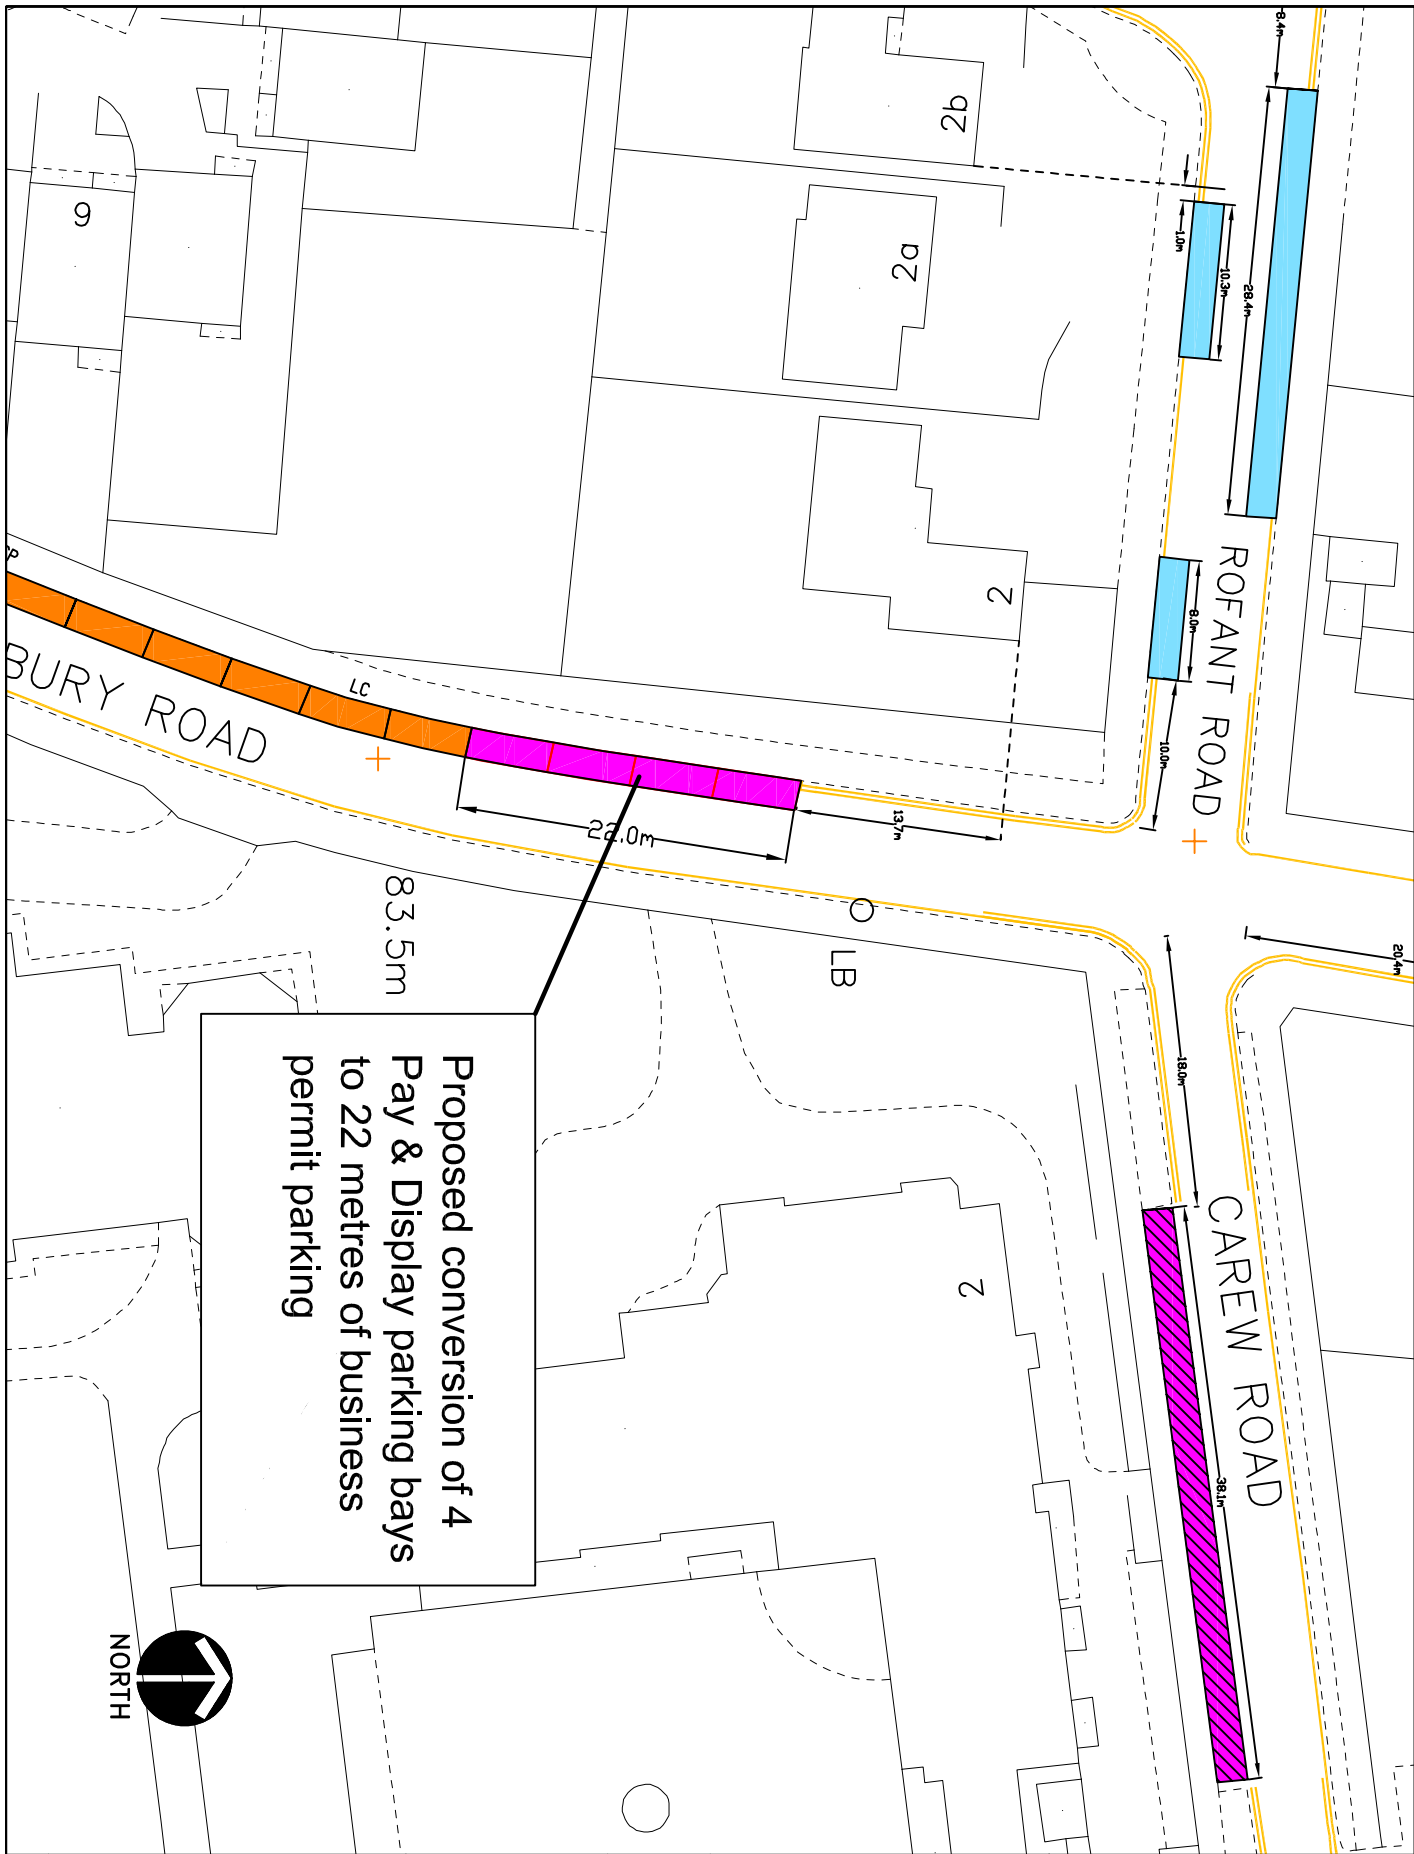 8.4m
28.4m
10.3m
1.0m
8.0m
10.0m
ROFANT ROAD
2b
2a
2
9
LC
BURY ROAD
22.0m
13.7m
83.5m
LB
20.4m
18.0m
CAREW ROAD
38.1m
2
Proposed conversion of 4
Pay & Display parking bays
to 22 metres of business
permit parking
NORTH